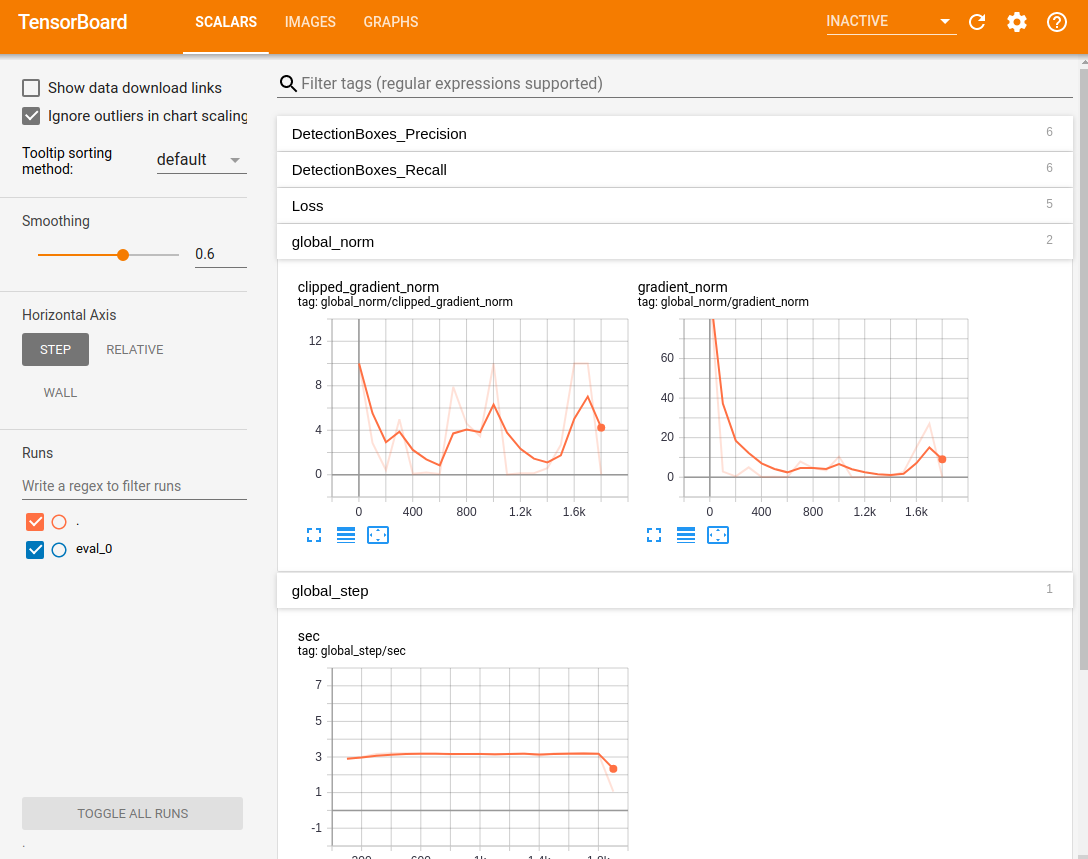 TensorBoard
SCALARS IMAGES GRAPHS
INACTIVE
Show data download links
Ignore outliers in chart scaling
Tooltip sorting
method:
default
Smoothing
0.6
Horizontal Axis
STEP RELATIVE
WALL
Runs
Write a regex to filter runs
.
eval_0
TOGGLE ALL RUNS
.
Filter tags (regular expressions supported)
DetectionBoxes_Precision 6
DetectionBoxes_Recall 6
Loss 5
global_norm 2
clipped_gradient_norm
tag: global_norm/clipped_gradient_norm
12
8
4
0
0 400 800 1.2k 1.6k
gradient_norm
tag: global_norm/gradient_norm
60
40
20
0
0 400 800 1.2k 1.6k
global_step 1
sec
tag: global_step/sec
7
5
3
1
-1